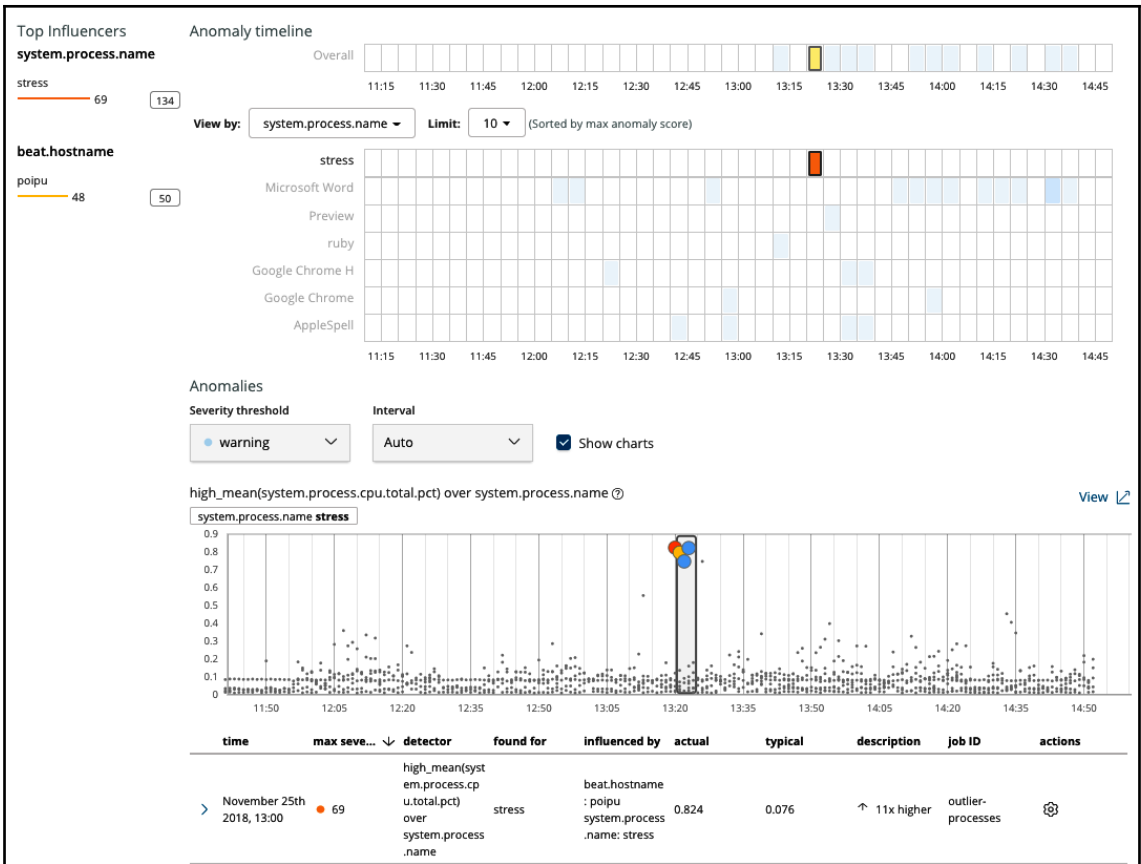 Top Influencers
system.process.name
stress
69 134
beat.hostname
poipu
48 50
Anomaly timeline
Overall
11:15 11:30 11:45 12:00 12:15 12:30 12:45 13:00 13:15 13:30 13:45 14:00 14:15 14:30 14:45
View by: system.process.name Limit: 10 (Sorted by max anomaly score)
stress
Microsoft Word
Preview
ruby
Google Chrome H
Google Chrome
AppleSpell
11:15 11:30 11:45 12:00 12:15 12:30 12:45 13:00 13:15 13:30 13:45 14:00 14:15 14:30 14:45
Anomalies
Severity threshold Interval
warning Auto Show charts
high_mean(system.process.cpu.total.pct) over system.process.name View
system.process.name stress
0.9
0.8
0.7
0.6
0.5
0.4
0.3
0.2
0.1
0
11:50 12:05 12:20 12:35 12:50 13:05 13:20 13:35 13:50 14:05 14:20 14:35 14:50
time max seve... detector found for influenced by actual typical description job ID actions
November 25th
2018, 13:00
69
high_mean(syst
em.process.cp
u.total.pct)
over
system.process
.name
stress
beat.hostname
: poipu
system.process
.name: stress
0.824
0.076
11x higher
outlier-
processes